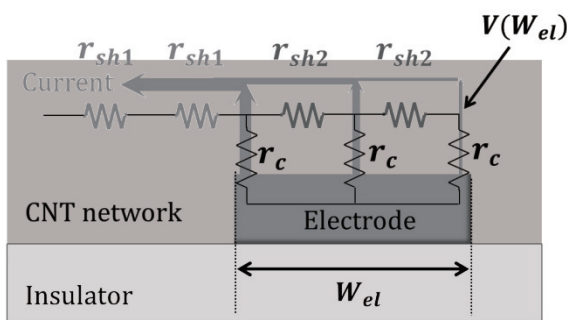 V(W_el)
r_sh1 r_sh1 r_sh2 r_sh2
Current
r_c r_c r_c
CNT network
Electrode
W_el
Insulator